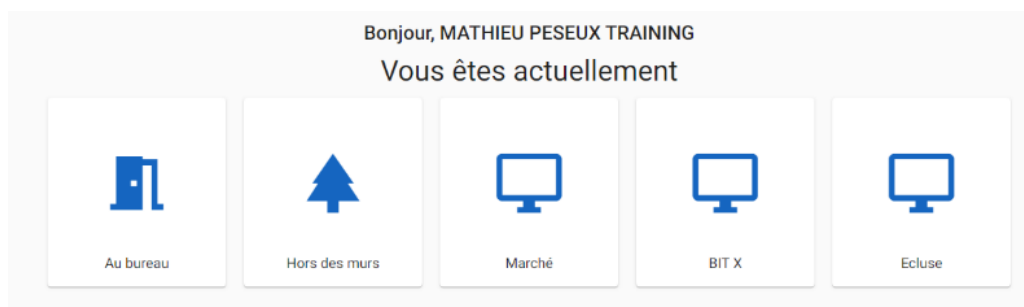 Bonjour, MATHIEU PESEUX TRAINING
Vous êtes actuellement
Au bureau
Hors des murs
Marché
BIT X
Ecluse